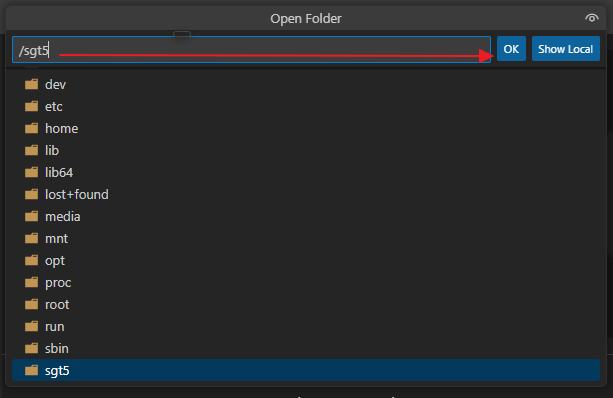 Open Folder
/sgt5 OK Show Local
dev
etc
home
lib
lib64
lost+found
media
mnt
opt
proc
root
run
sbin
sgt5